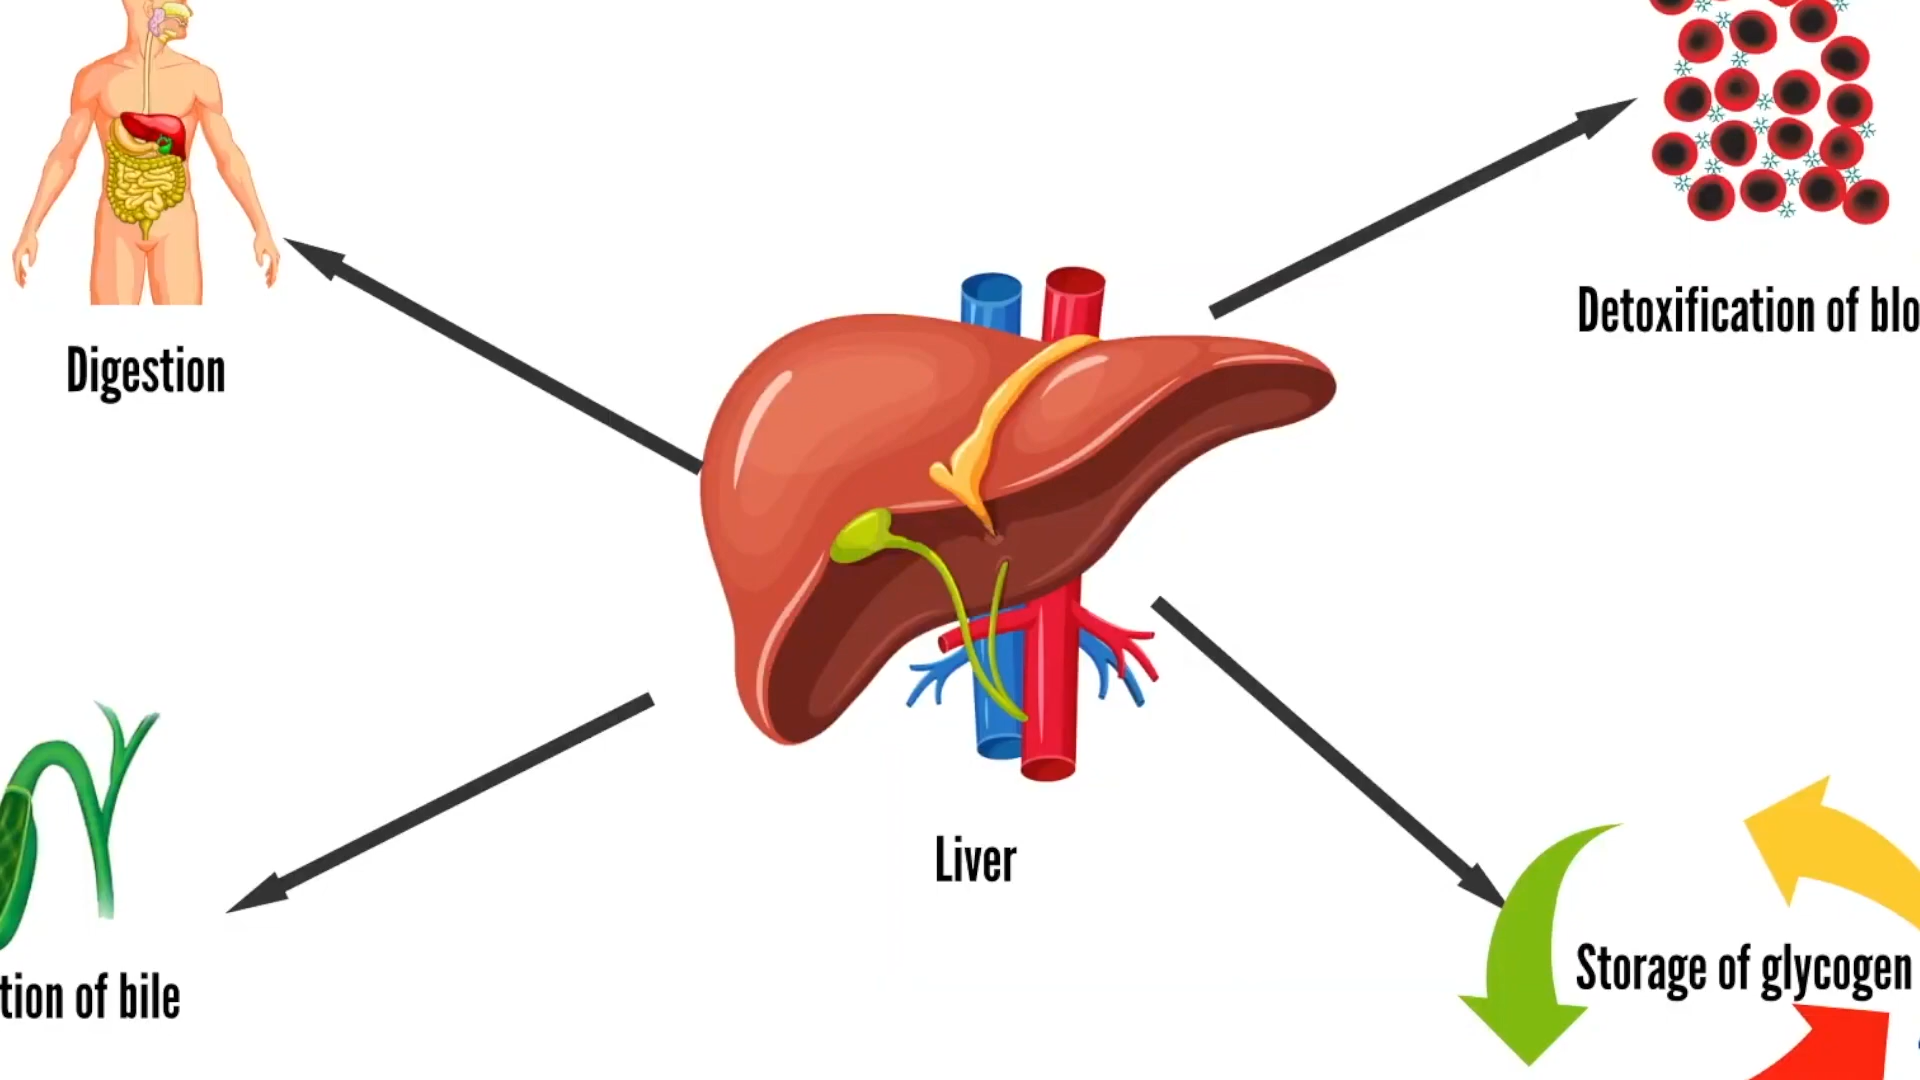 Detoxification of blo
Digestion
Liver
Storage of glycogen
tion of bile